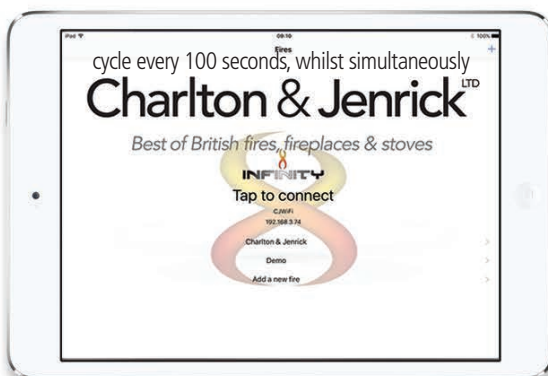 iPad
09:10
100%
Fires
+
cycle every 100 seconds, whilst simultaneously
Charlton & Jenrick LTD
Best of British fires, fireplaces & stoves
INFINITY
Tap to connect
CJWiFi
192.168.3.74
Charlton & Jenrick
Demo
Add a new fire